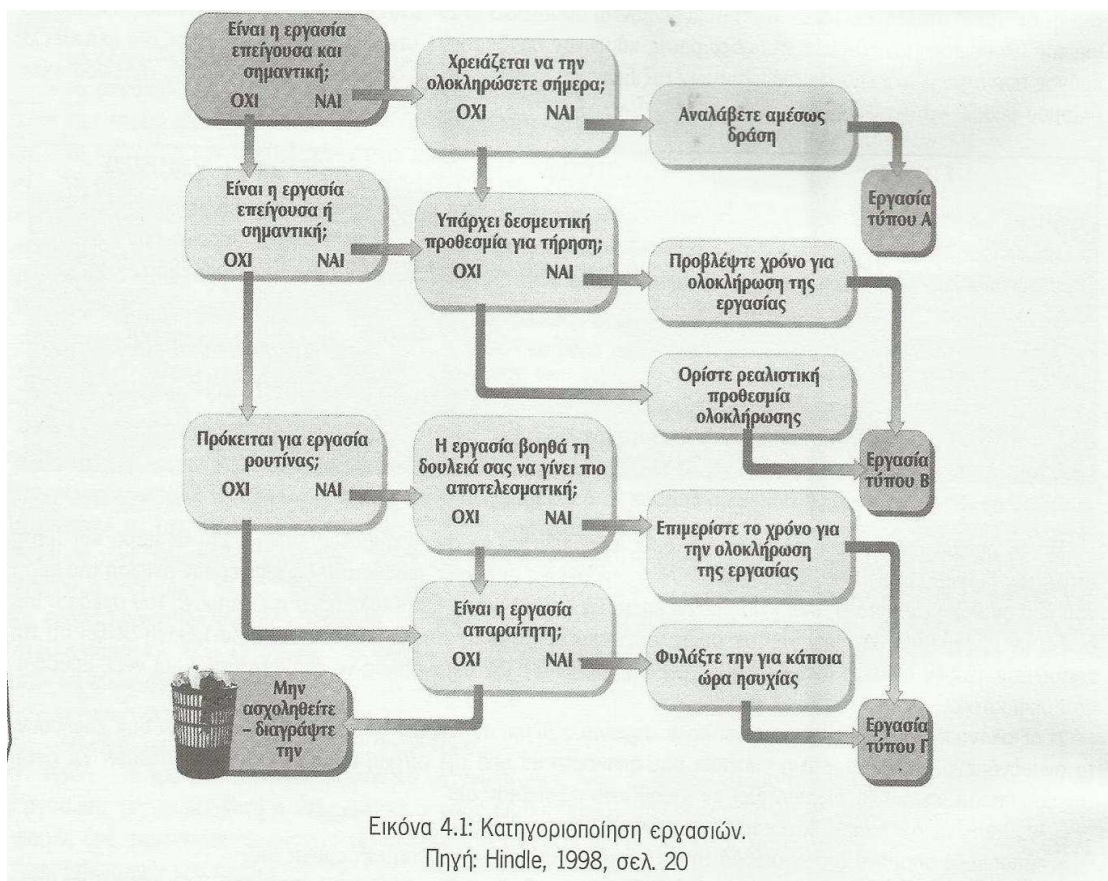 Είναι η εργασία
επείγουσα και
σημαντική;
ΟΧΙ ΝΑΙ
Χρειάζεται να την
ολοκληρώσετε σήμερα;
ΟΧΙ ΝΑΙ
Αναλάβετε αμέσως
δράση
Εργασία
τύπου Α
Είναι η εργασία
επείγουσα ή
σημαντική;
ΟΧΙ ΝΑΙ
Υπάρχει δεσμευτική
προθεσμία για τήρηση;
ΟΧΙ ΝΑΙ
Προβλέψτε χρόνο για
ολοκλήρωση της
εργασίας
Ορίστε ρεαλιστική
προθεσμία
ολοκλήρωσης
Εργασία
τύπου Β
Πρόκειται για εργασία
ρουτίνας;
ΟΧΙ ΝΑΙ
Η εργασία βοηθά τη
δουλειά σας να γίνει πιο
αποτελεσματική;
ΟΧΙ ΝΑΙ
Επιμερίστε το χρόνο για
την ολοκλήρωση
της εργασίας
Είναι η εργασία
απαραίτητη;
ΟΧΙ ΝΑΙ
Φυλάξτε την για κάποια
ώρα ησυχίας
Εργασία
τύπου Γ
Μην
ασχοληθείτε
– διαγράψτε
την
Εικόνα 4.1: Κατηγοριοποίηση εργασιών.
Πηγή: Hindle, 1998, σελ. 20